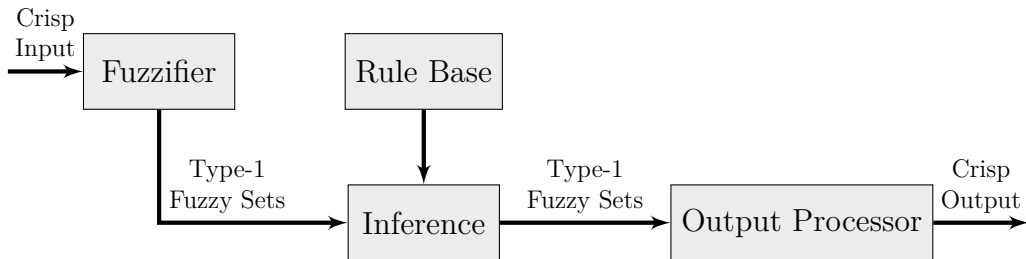 Crisp
Input
Fuzzifier
Rule Base
Type-1
Fuzzy Sets
Inference
Type-1
Fuzzy Sets
Output Processor
Crisp
Output